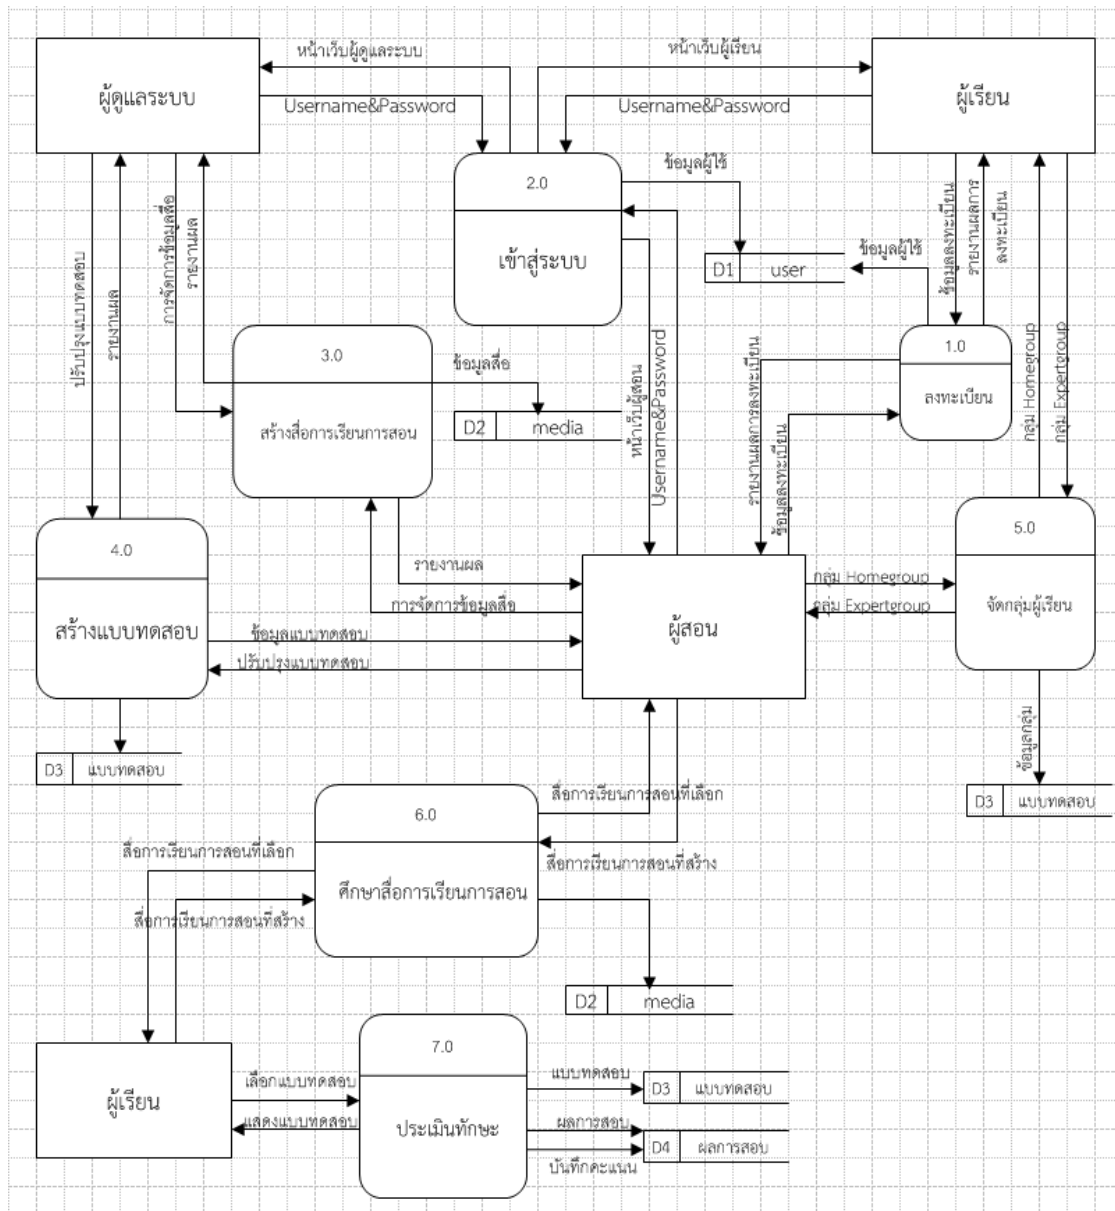 หน้าเว็บผู้ดูแลระบบ
หน้าเว็บผู้เรียน
ผู้ดูแลระบบ
ผู้เรียน
Username&Password
Username&Password
2.0
เข้าสู่ระบบ
ข้อมูลผู้ใช้
D1 user
ข้อมูลผู้ใช้
ข้อมูลลงทะเบียน
รายงานผลการ
ลงทะเบียน
ปรับปรุงแบบทดสอบ
รายงานผล
การจัดการข้อมูลสื่อ
รายงานผล
3.0
สร้างสื่อการเรียนการสอน
ข้อมูลสื่อ
D2 media
หน้าเว็บผู้สอน
Username&Password
รายงานผลการลงทะเบียน
ข้อมูลลงทะเบียน
1.0
ลงทะเบียน
กลุ่ม Homegroup
กลุ่ม Expertgroup
4.0
สร้างแบบทดสอบ
รายงานผล
การจัดการข้อมูลสื่อ
ข้อมูลแบบทดสอบ
ปรับปรุงแบบทดสอบ
ผู้สอน
กลุ่ม Homegroup
กลุ่ม Expertgroup
5.0
จัดกลุ่มผู้เรียน
D3 แบบทดสอบ
ข้อมูลกลุ่ม
D3 แบบทดสอบ
สื่อการเรียนการสอนที่เลือก
6.0
ศึกษาสื่อการเรียนการสอน
สื่อการเรียนการสอนที่สร้าง
สื่อการเรียนการสอนที่เลือก
สื่อการเรียนการสอนที่สร้าง
D2 media
7.0
ประเมินทักษะ
ผู้เรียน
เลือกแบบทดสอบ
แสดงแบบทดสอบ
แบบทดสอบ
D3 แบบทดสอบ
ผลการสอบ
D4 ผลการสอบ
บันทึกคะแนน